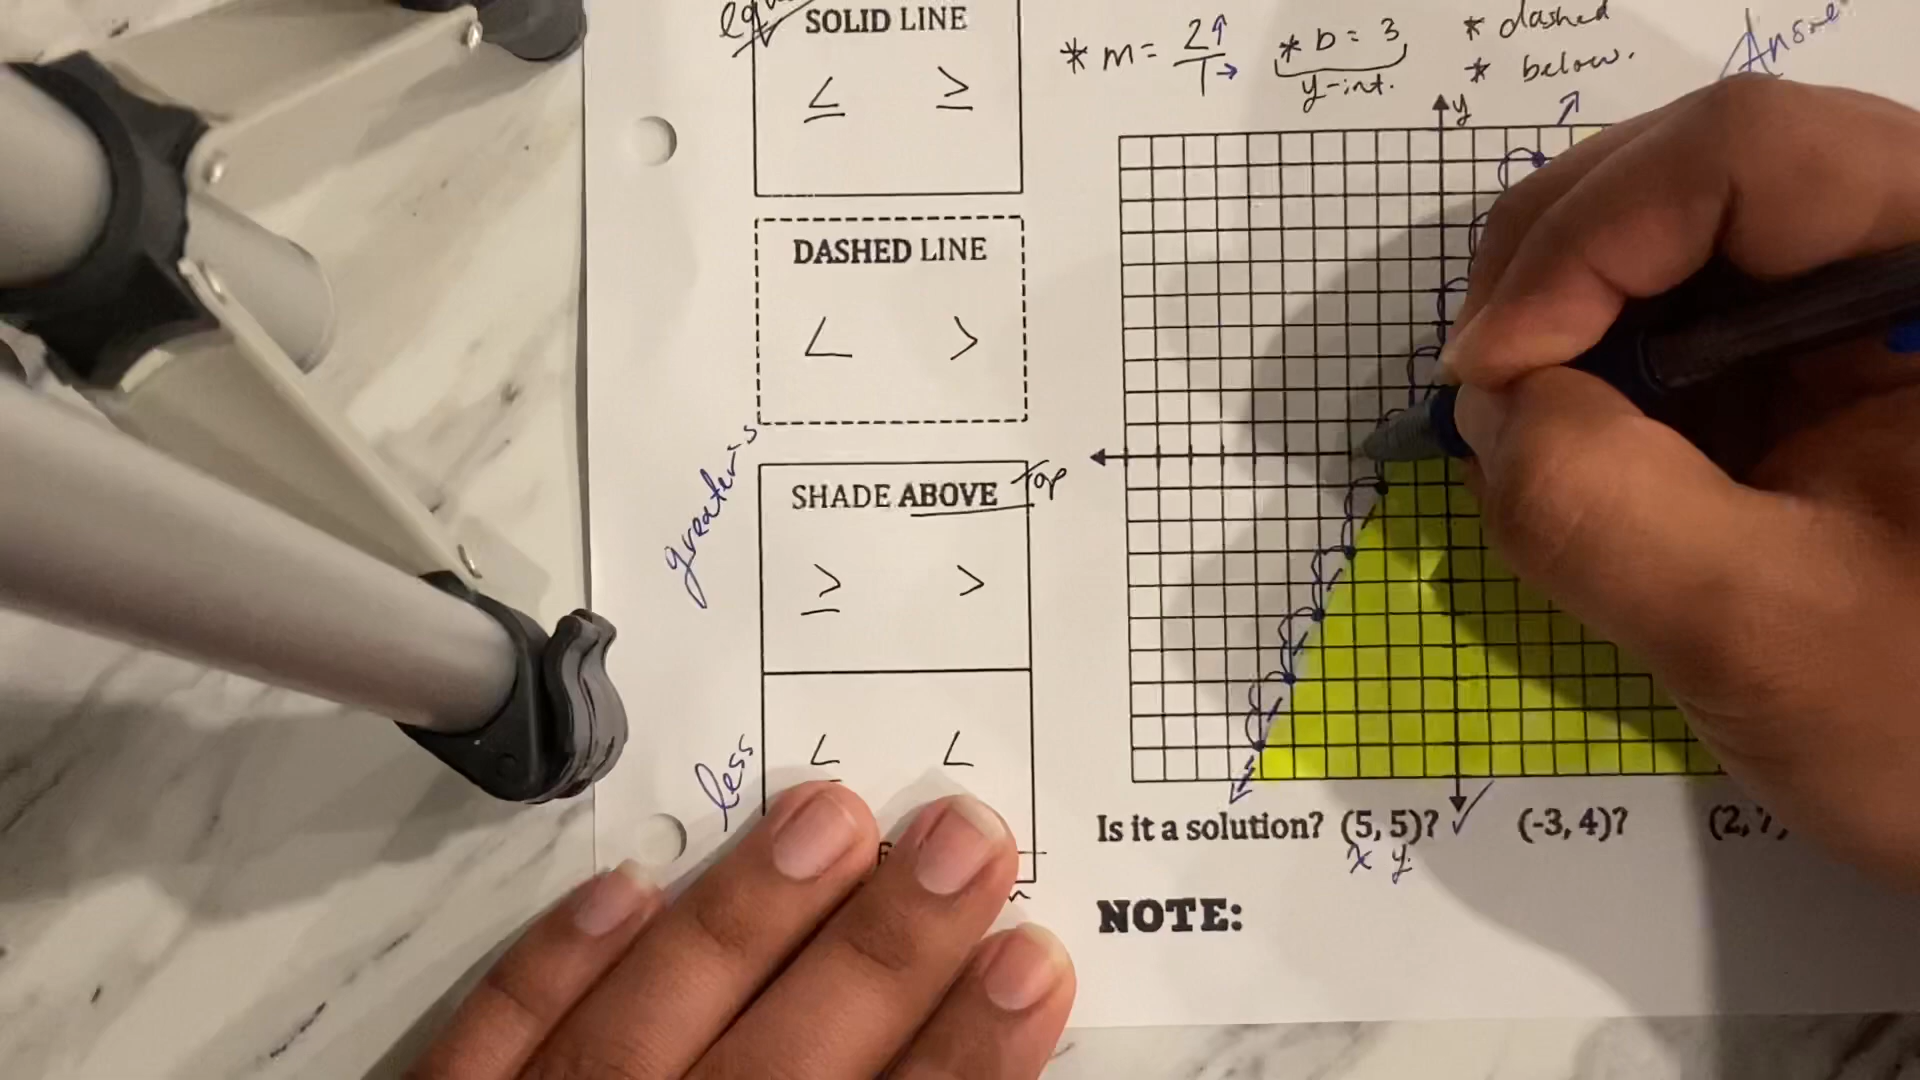 SOLID LINE
≤ ≥
DASHED LINE
< >
greater
SHADE ABOVE Top
≥ >
less
≤ <
* m = 2↑/1→
* b = 3
y-int.
* dashed
* below.
y
Is it a solution? (5, 5)? ✓ (-3, 4)? (2,
x y
NOTE: